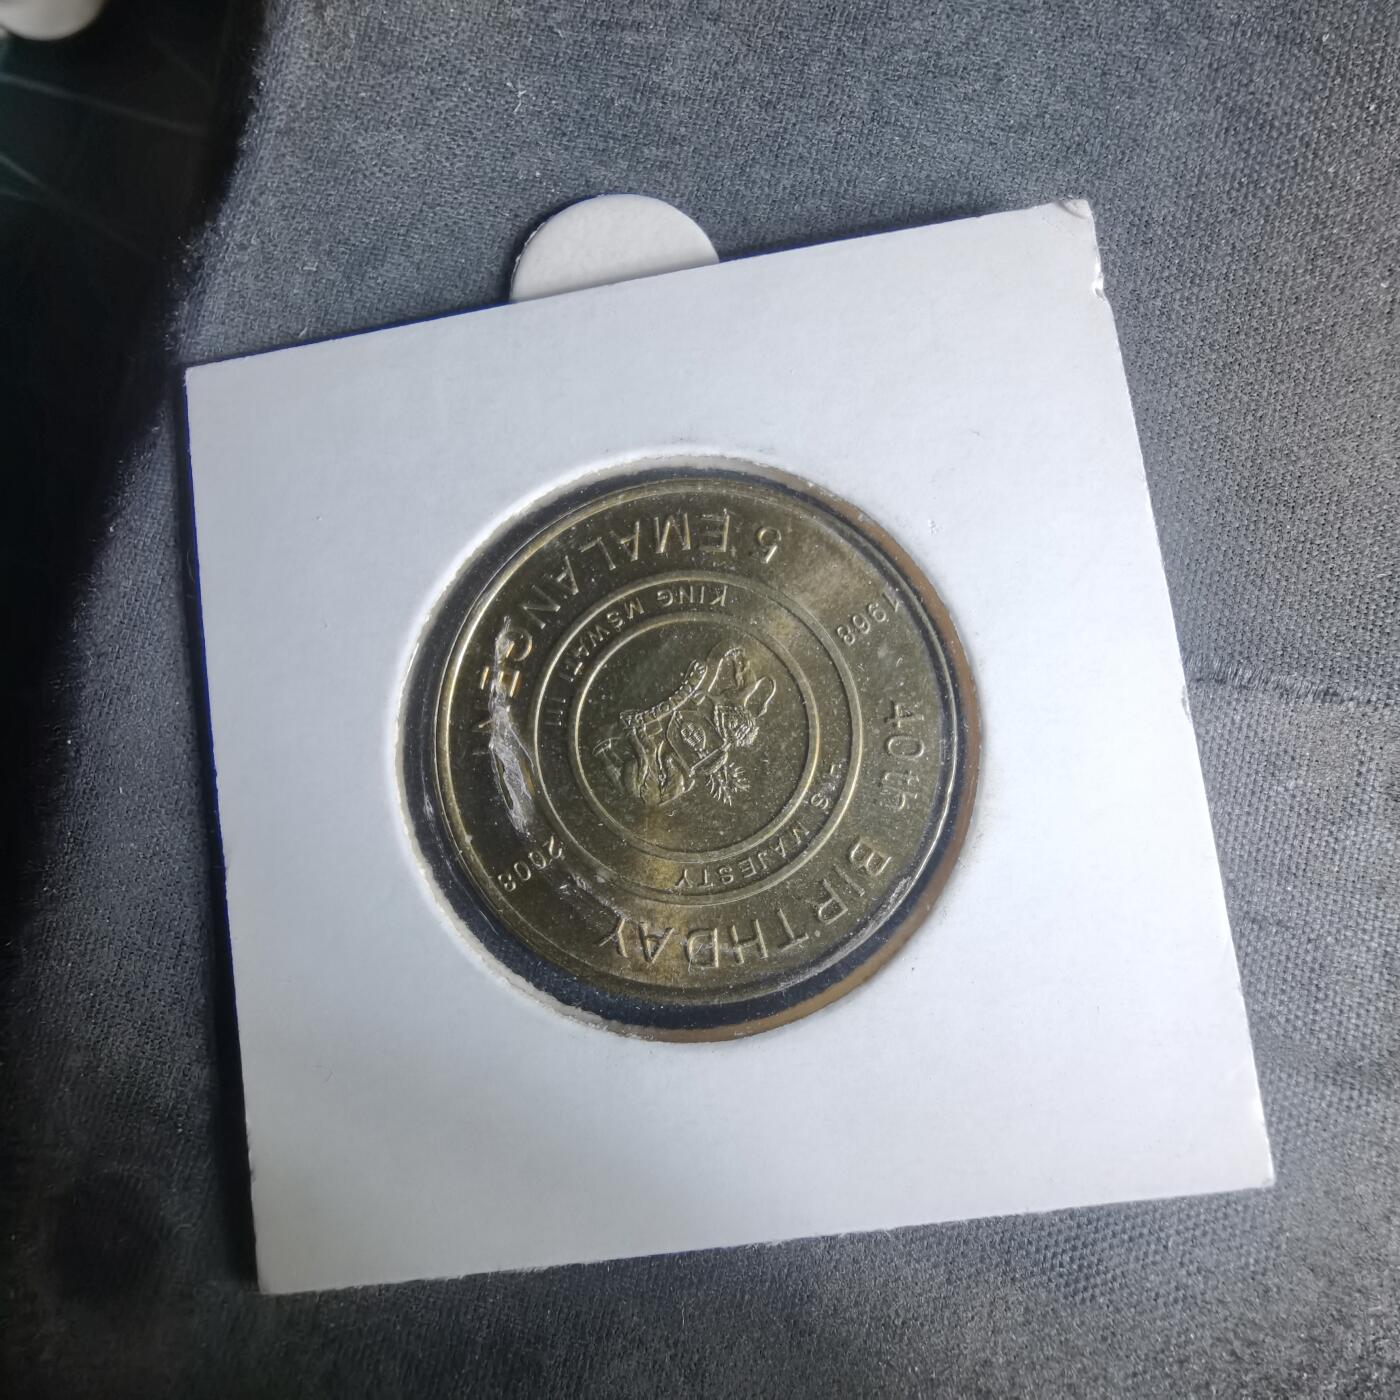 1968 40th BIRTHDAY 2008
5 EMALANGENI
HIS MAJESTY
KING MSWATI III